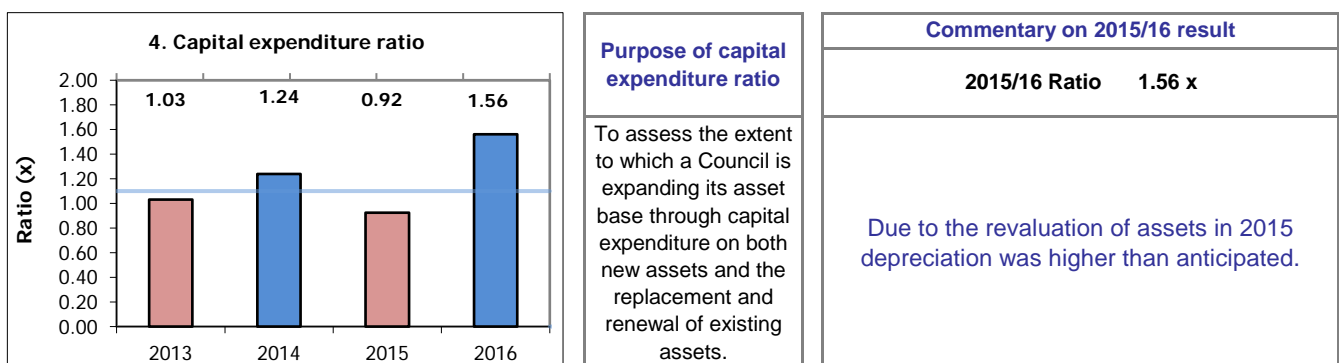 4. Capital expenditure ratio
2.00
1.80
1.60
1.40
1.20
1.00
0.80
0.60
0.40
0.20
0.00
Ratio (x)
1.03
1.24
0.92
1.56
2013
2014
2015
2016
Purpose of capital
expenditure ratio
To assess the extent
to which a Council is
expanding its asset
base through capital
expenditure on both
new assets and the
replacement and
renewal of existing
assets.
Commentary on 2015/16 result
2015/16 Ratio 1.56 x
Due to the revaluation of assets in 2015
depreciation was higher than anticipated.